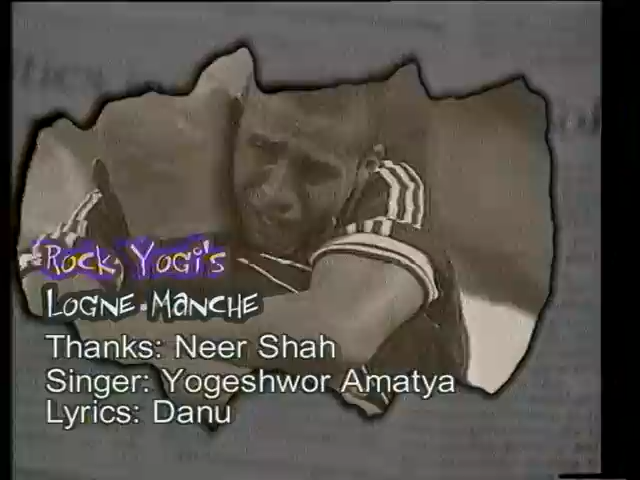 Rock Yogi's
Logne Manche
Thanks: Neer Shah
Singer: Yogeshwor Amatya
Lyrics: Danu